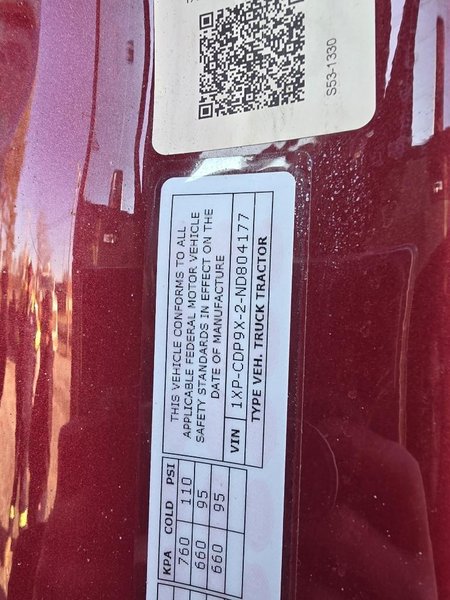 S53-1330
THIS VEHICLE CONFORMS TO ALL
APPLICABLE FEDERAL MOTOR VEHICLE
SAFETY STANDARDS IN EFFECT ON THE
DATE OF MANUFACTURE
VIN 1XP-CDP9X-2-ND804177
TYPE VEH. TRUCK TRACTOR
KPA COLD PSI
760 110
660 95
660 95